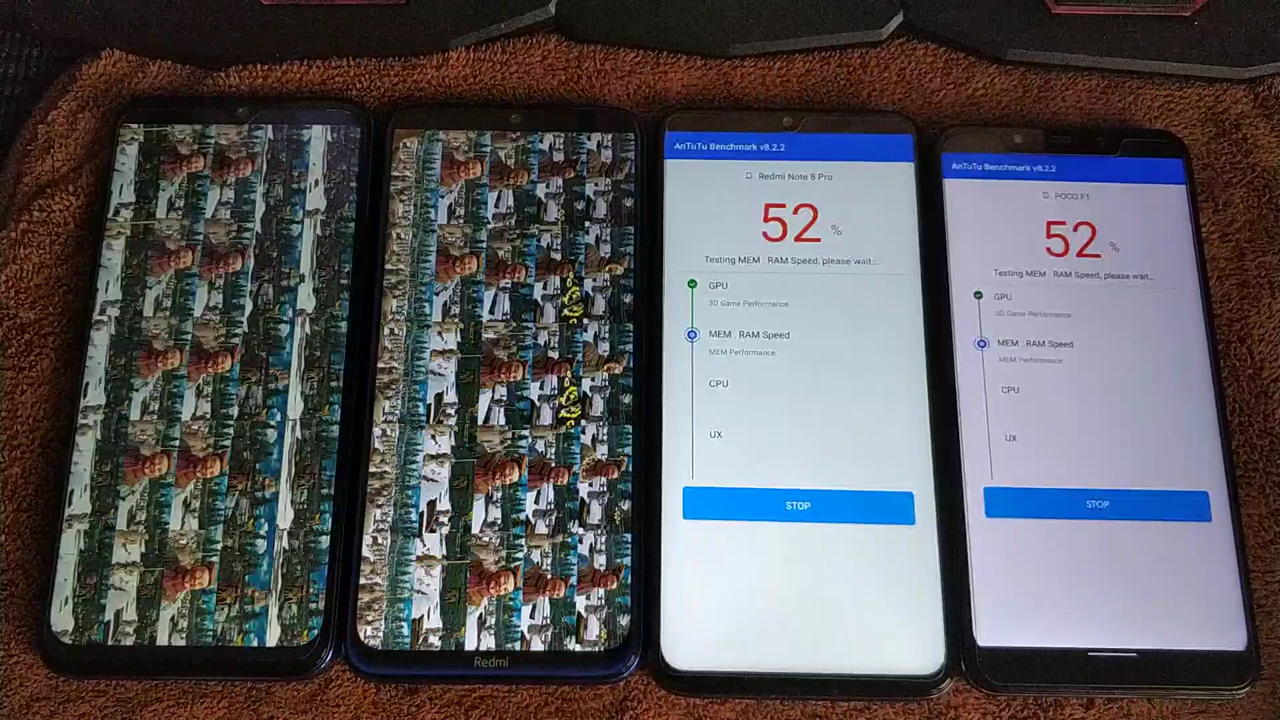 Redmi
AnTuTu Benchmark v8.2.2
Redmi Note 8 Pro
52 %
Testing MEM : RAM Speed, please wait...
GPU
3D Game Performance
MEM : RAM Speed
MEM Performance
CPU
UX
STOP
AnTuTu Benchmark v8.2.2
POCO F1
52 %
Testing MEM : RAM Speed, please wait...
GPU
3D Game Performance
MEM : RAM Speed
MEM Performance
CPU
UX
STOP